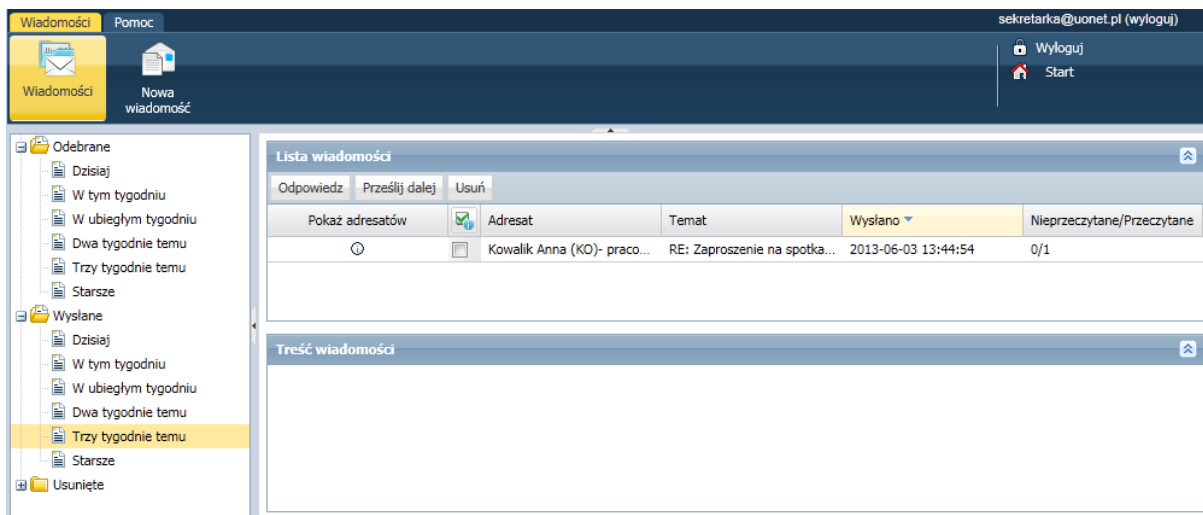 Wiadomości Pomoc sekretarka@uonet.pl (wyloguj)
Wiadomości
Nowa
wiadomość
Wyloguj
Start
Odebrane
Dzisiaj
W tym tygodniu
W ubiegłym tygodniu
Dwa tygodnie temu
Trzy tygodnie temu
Starsze
Wysłane
Dzisiaj
W tym tygodniu
W ubiegłym tygodniu
Dwa tygodnie temu
Trzy tygodnie temu
Starsze
Usunięte
Lista wiadomości
Odpowiedz Prześlij dalej Usuń
Pokaż adresatów Adresat Temat Wysłano Nieprzeczytane/Przeczytane
Kowalik Anna (KO)- praco... RE: Zaproszenie na spotka... 2013-06-03 13:44:54 0/1
Treść wiadomości